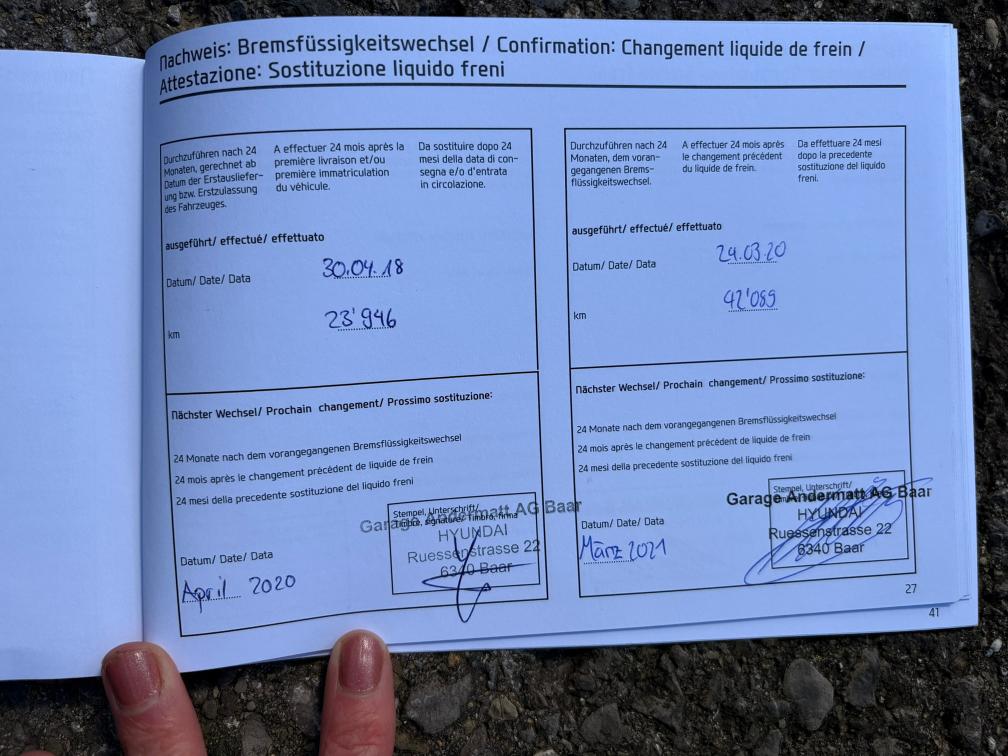 Nachweis: Bremsfüssigkeitswechsel / Confirmation: Changement liquide de frein /
Attestazione: Sostituzione liquido freni
Durchzuführen nach 24
Monaten, gerechnet ab
Datum der Erstausliefer-
ung bzw. Erstzulassung
des Fahrzeuges.
A effectuer 24 mois après la
première livraison et/ou
première immatriculation
du véhicule.
Da sostituire dopo 24
mesi della data di con-
segna e/o d'entrata
in circolazione.
ausgeführt/ effectué/ effettuato
Datum/ Date/ Data
30.04.18
km
23'946
Nächster Wechsel/ Prochain changement/ Prossimo sostituzione:
24 Monate nach dem vorangegangenen Bremsflüssigkeitswechsel
24 mois après le changement précédent de liquide de frein
24 mesi della precedente sostituzione del liquido freni
Datum/ Date/ Data
April 2020
Stempel, Unterschrift/
Timbre, signature/ Timbro, firma
Garage Andermatt AG Baar
HYUNDAI
Ruessenstrasse 22
6340 Baar
Durchzuführen nach 24
Monaten, dem voran-
gegangenen Brems-
flüssigkeitswechsel.
A effectuer 24 mois après
le changement précédent
du liquide de frein.
Da effettuare 24 mesi
dopo la precedente
sostituzione del liquido
freni.
ausgeführt/ effectué/ effettuato
Datum/ Date/ Data
24.03.20
km
42'089
Nächster Wechsel/ Prochain changement/ Prossimo sostituzione:
24 Monate nach dem vorangegangenen Bremsflüssigkeitswechsel
24 mois après le changement précédent de liquide de frein
24 mesi della precedente sostituzione del liquido freni
Datum/ Date/ Data
März 2021
Stempel, Unterschrift/
Garage Andermatt AG Baar
HYUNDAI
Ruessenstrasse 22
6340 Baar
27
41